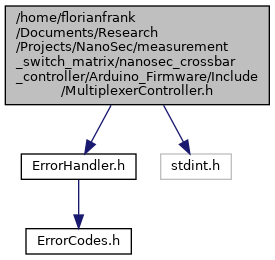 /home/florianfrank
/Documents/Research
/Projects/NanoSec/measurement
_switch_matrix/nanosec_crossbar
_controller/Arduino_Firmware/Include
/MultiplexerController.h
ErrorHandler.h
stdint.h
ErrorCodes.h